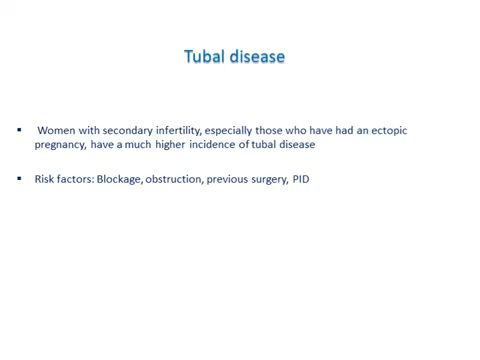 Tubal disease
▪ Women with secondary infertility, especially those who have had an ectopic
pregnancy, have a much higher incidence of tubal disease
▪ Risk factors: Blockage, obstruction, previous surgery, PID